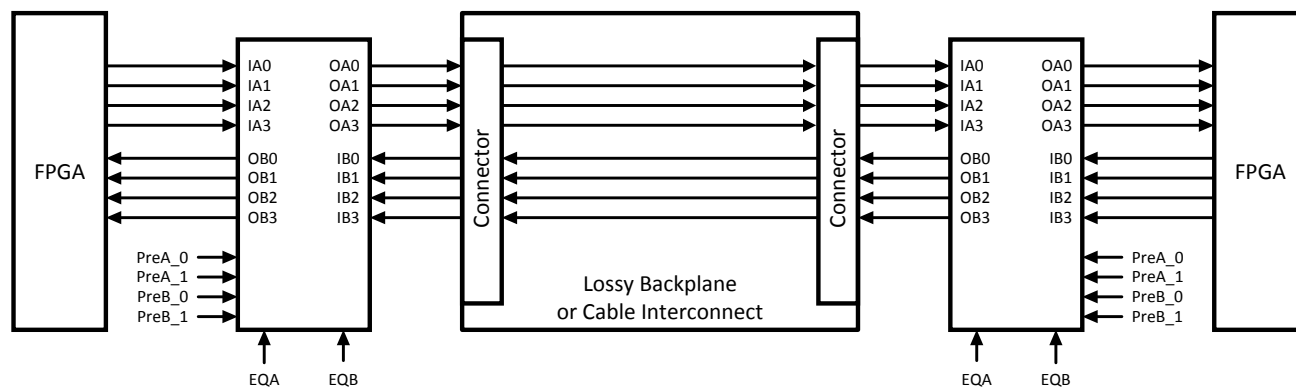 FPGA
IA0 OA0
IA1 OA1
IA2 OA2
IA3 OA3
OB0 IB0
OB1 IB1
OB2 IB2
OB3 IB3
PreA_0
PreA_1
PreB_0
PreB_1
EQA EQB
Connector
Connector
Lossy Backplane
or Cable Interconnect
IA0 OA0
IA1 OA1
IA2 OA2
IA3 OA3
OB0 IB0
OB1 IB1
OB2 IB2
OB3 IB3
PreA_0
PreA_1
PreB_0
PreB_1
EQA EQB
FPGA